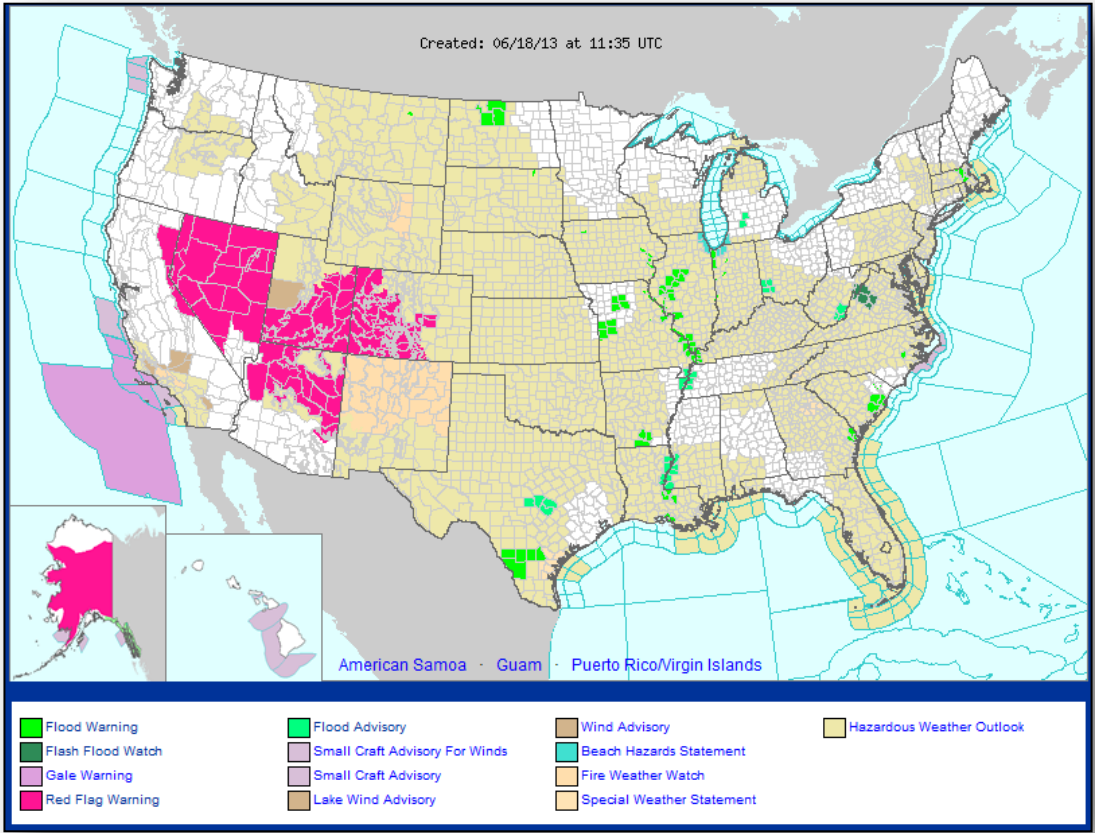 Created: 06/18/13 at 11:35 UTC
American Samoa · Guam · Puerto Rico/Virgin Islands
Flood Warning
Flash Flood Watch
Gale Warning
Red Flag Warning
Flood Advisory
Small Craft Advisory For Winds
Small Craft Advisory
Lake Wind Advisory
Wind Advisory
Beach Hazards Statement
Fire Weather Watch
Special Weather Statement
Hazardous Weather Outlook